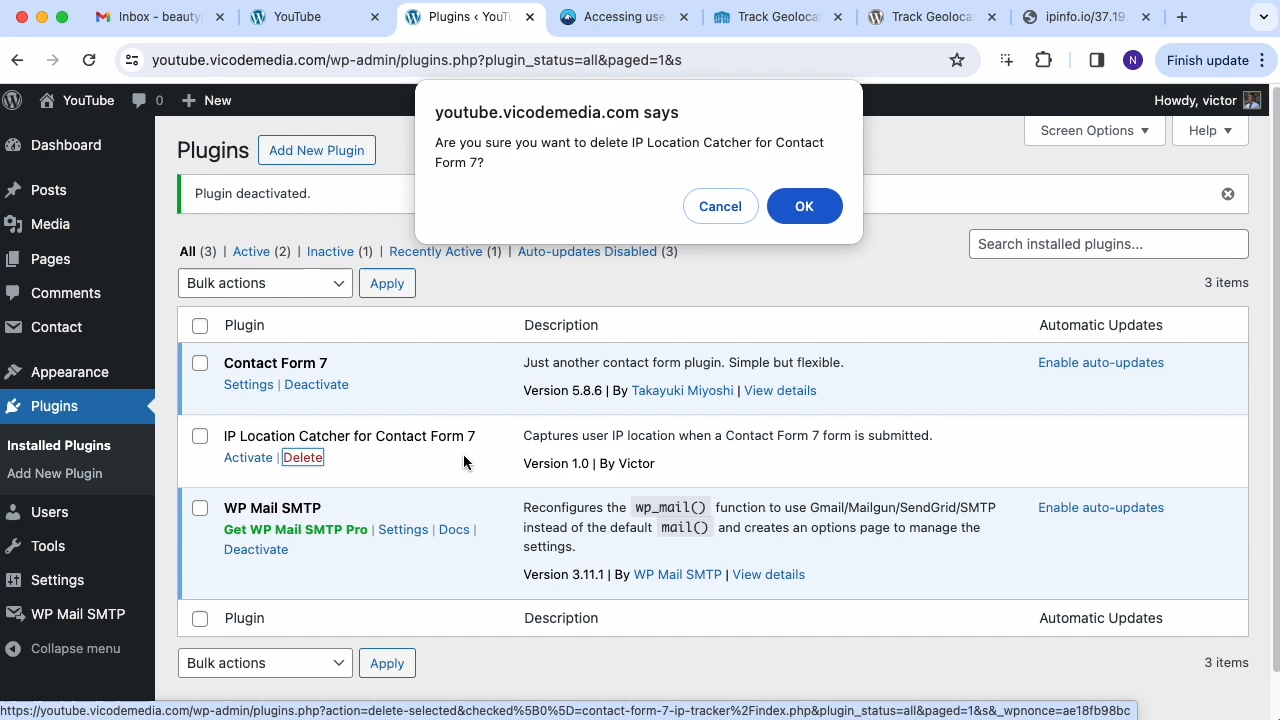 Inbox - beauty
YouTube
Plugins ‹ YouTu
Accessing use
Track Geolocat
Track Geolocat
ipinfo.io/37.19
youtube.vicodemedia.com/wp-admin/plugins.php?plugin_status=all&paged=1&s
N
Finish update
YouTube
0
New
Howdy, victor
youtube.vicodemedia.com says
Are you sure you want to delete IP Location Catcher for Contact
Form 7?
Cancel
OK
Dashboard
Posts
Media
Pages
Comments
Contact
Appearance
Plugins
Installed Plugins
Add New Plugin
Users
Tools
Settings
WP Mail SMTP
Collapse menu
Plugins
Add New Plugin
Screen Options
Help
Plugin deactivated.
All (3) | Active (2) | Inactive (1) | Recently Active (1) | Auto-updates Disabled (3)
Search installed plugins...
Bulk actions
Apply
3 items
Plugin
Description
Automatic Updates
Contact Form 7
Settings | Deactivate
Just another contact form plugin. Simple but flexible.
Version 5.8.6 | By Takayuki Miyoshi | View details
Enable auto-updates
IP Location Catcher for Contact Form 7
Activate | Delete
Captures user IP location when a Contact Form 7 form is submitted.
Version 1.0 | By Victor
WP Mail SMTP
Get WP Mail SMTP Pro | Settings | Docs |
Deactivate
Reconfigures the wp_mail() function to use Gmail/Mailgun/SendGrid/SMTP
instead of the default mail() and creates an options page to manage the
settings.
Version 3.11.1 | By WP Mail SMTP | View details
Enable auto-updates
Plugin
Description
Automatic Updates
Bulk actions
Apply
3 items
https://youtube.vicodemedia.com/wp-admin/plugins.php?action=delete-selected&checked%5B0%5D=contact-form-7-ip-tracker%2Findex.php&plugin_status=all&paged=1&s&_wpnonce=ae18fb98bc